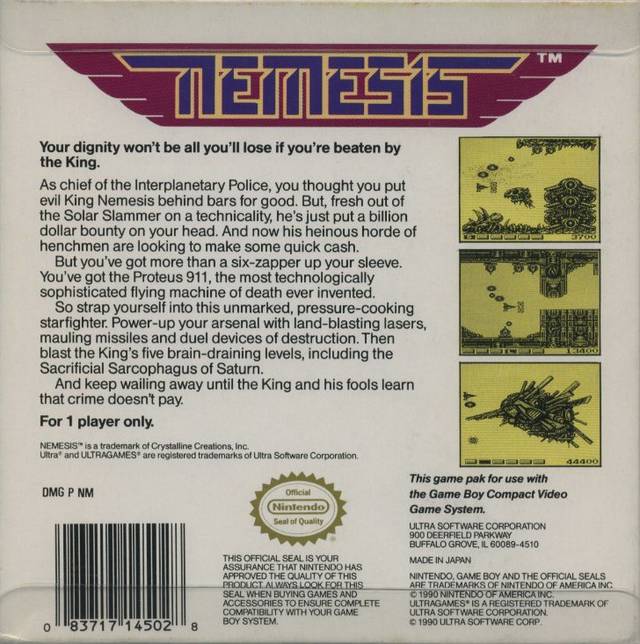 NEMESIS™
Your dignity won't be all you'll lose if you're beaten by
the King.
As chief of the Interplanetary Police, you thought you put
evil King Nemesis behind bars for good. But, fresh out of
the Solar Slammer on a technicality, he's just put a billion
dollar bounty on your head. And now his heinous horde of
henchmen are looking to make some quick cash.
But you've got more than a six-zapper up your sleeve.
You've got the Proteus 911, the most technologically
sophisticated flying machine of death ever invented.
So strap yourself into this unmarked, pressure-cooking
starfighter. Power-up your arsenal with land-blasting lasers,
mauling missiles and duel devices of destruction. Then
blast the King's five brain-draining levels, including the
Sacrificial Sarcophagus of Saturn.
And keep wailing away until the King and his fools learn
that crime doesn't pay.
For 1 player only.
NEMESIS™ is a trademark of Crystalline Creations, Inc.
Ultra® and ULTRAGAMES® are registered trademarks of Ultra Software Corporation.
DMG P NM
3700
13400
44400
Official
Nintendo
Seal of Quality
THIS OFFICIAL SEAL IS YOUR
ASSURANCE THAT NINTENDO HAS
APPROVED THE QUALITY OF THIS
PRODUCT. ALWAYS LOOK FOR THIS
SEAL WHEN BUYING GAMES AND
ACCESSORIES TO ENSURE COMPLETE
COMPATIBILITY WITH YOUR GAME
BOY SYSTEM.
This game pak for use with
the Game Boy Compact Video
Game System.
ULTRA SOFTWARE CORPORATION
900 DEERFIELD PARKWAY
BUFFALO GROVE, IL 60089-4510
MADE IN JAPAN
NINTENDO, GAME BOY AND THE OFFICIAL SEALS
ARE TRADEMARKS OF NINTENDO OF AMERICA INC.
© 1990 NINTENDO OF AMERICA INC.
ULTRAGAMES® IS A REGISTERED TRADEMARK OF
ULTRA SOFTWARE CORPORATION.
© 1990 ULTRA SOFTWARE CORP.
0 83717 14502 8